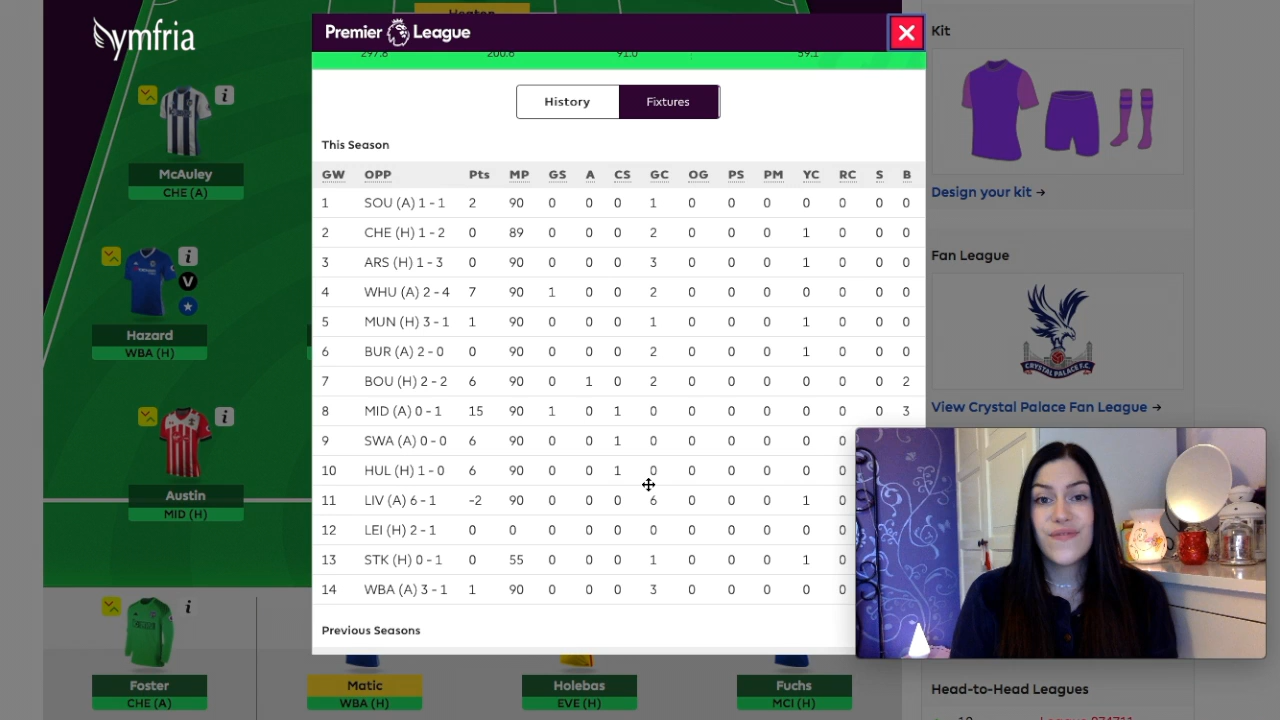 Heaton
ymfria
Premier League
297.8 200.6 91.0 59.1
Kit
History Fixtures
This Season
GW OPP Pts MP GS A CS GC OG PS PM YC RC S B
1 SOU (A) 1 - 1 2 90 0 0 0 1 0 0 0 0 0 0 0
2 CHE (H) 1 - 2 0 89 0 0 0 2 0 0 0 1 0 0 0
3 ARS (H) 1 - 3 0 90 0 0 0 3 0 0 0 1 0 0 0
4 WHU (A) 2 - 4 7 90 1 0 0 2 0 0 0 0 0 0 0
5 MUN (H) 3 - 1 1 90 0 0 0 1 0 0 0 1 0 0 0
6 BUR (A) 2 - 0 0 90 0 0 0 2 0 0 0 1 0 0 0
7 BOU (H) 2 - 2 6 90 0 1 0 2 0 0 0 0 0 0 2
8 MID (A) 0 - 1 15 90 1 0 1 0 0 0 0 0 0 0 3
9 SWA (A) 0 - 0 6 90 0 0 1 0 0 0 0 0 0
10 HUL (H) 1 - 0 6 90 0 0 1 0 0 0 0 0 0
11 LIV (A) 6 - 1 -2 90 0 0 0 6 0 0 0 1 0
12 LEI (H) 2 - 1 0 0 0 0 0 0 0 0 0 0 0
13 STK (H) 0 - 1 0 55 0 0 0 1 0 0 0 1 0
14 WBA (A) 3 - 1 1 90 0 0 0 3 0 0 0 0 0
Previous Seasons
McAuley
CHE (A)
Hazard
WBA (H)
Austin
MID (H)
Foster
CHE (A)
Matic
WBA (H)
Holebas
EVE (H)
Fuchs
MCI (H)
Design your kit →
Fan League
CRYSTAL PALACE F.C.
View Crystal Palace Fan League →
Head-to-Head Leagues